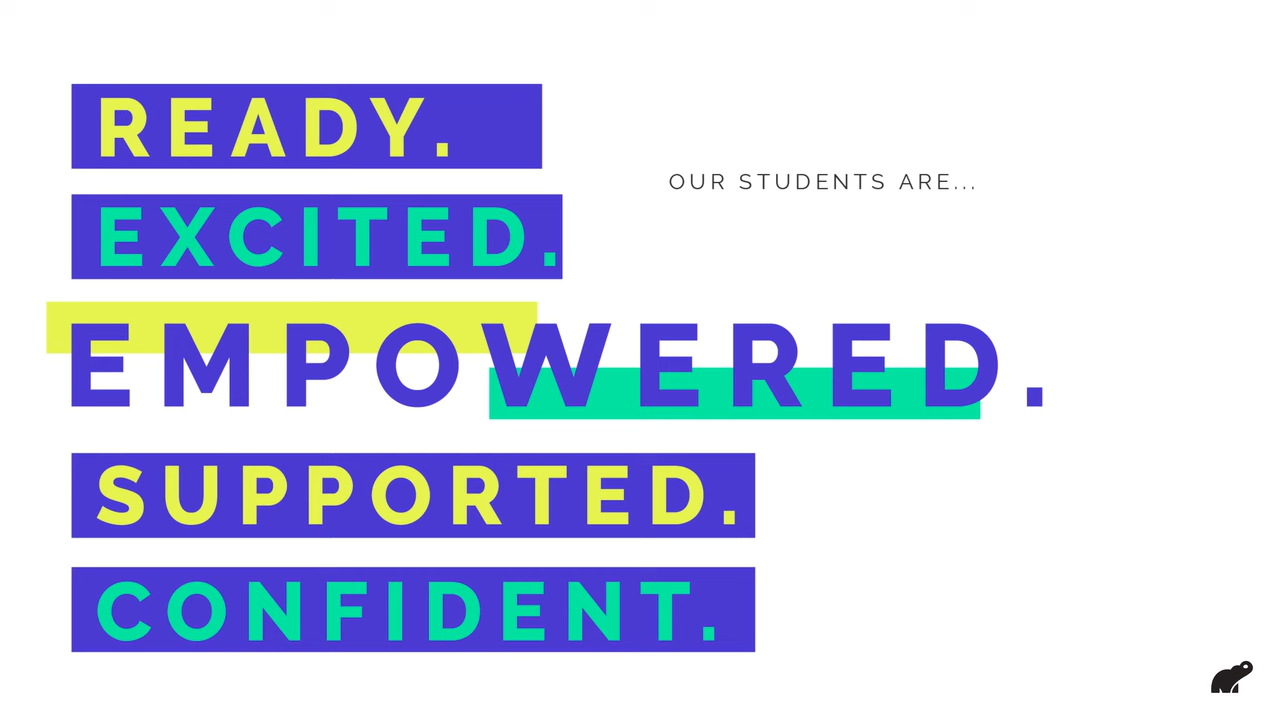 OUR STUDENTS ARE...
READY.
EXCITED.
EMPOWERED.
SUPPORTED.
CONFIDENT.